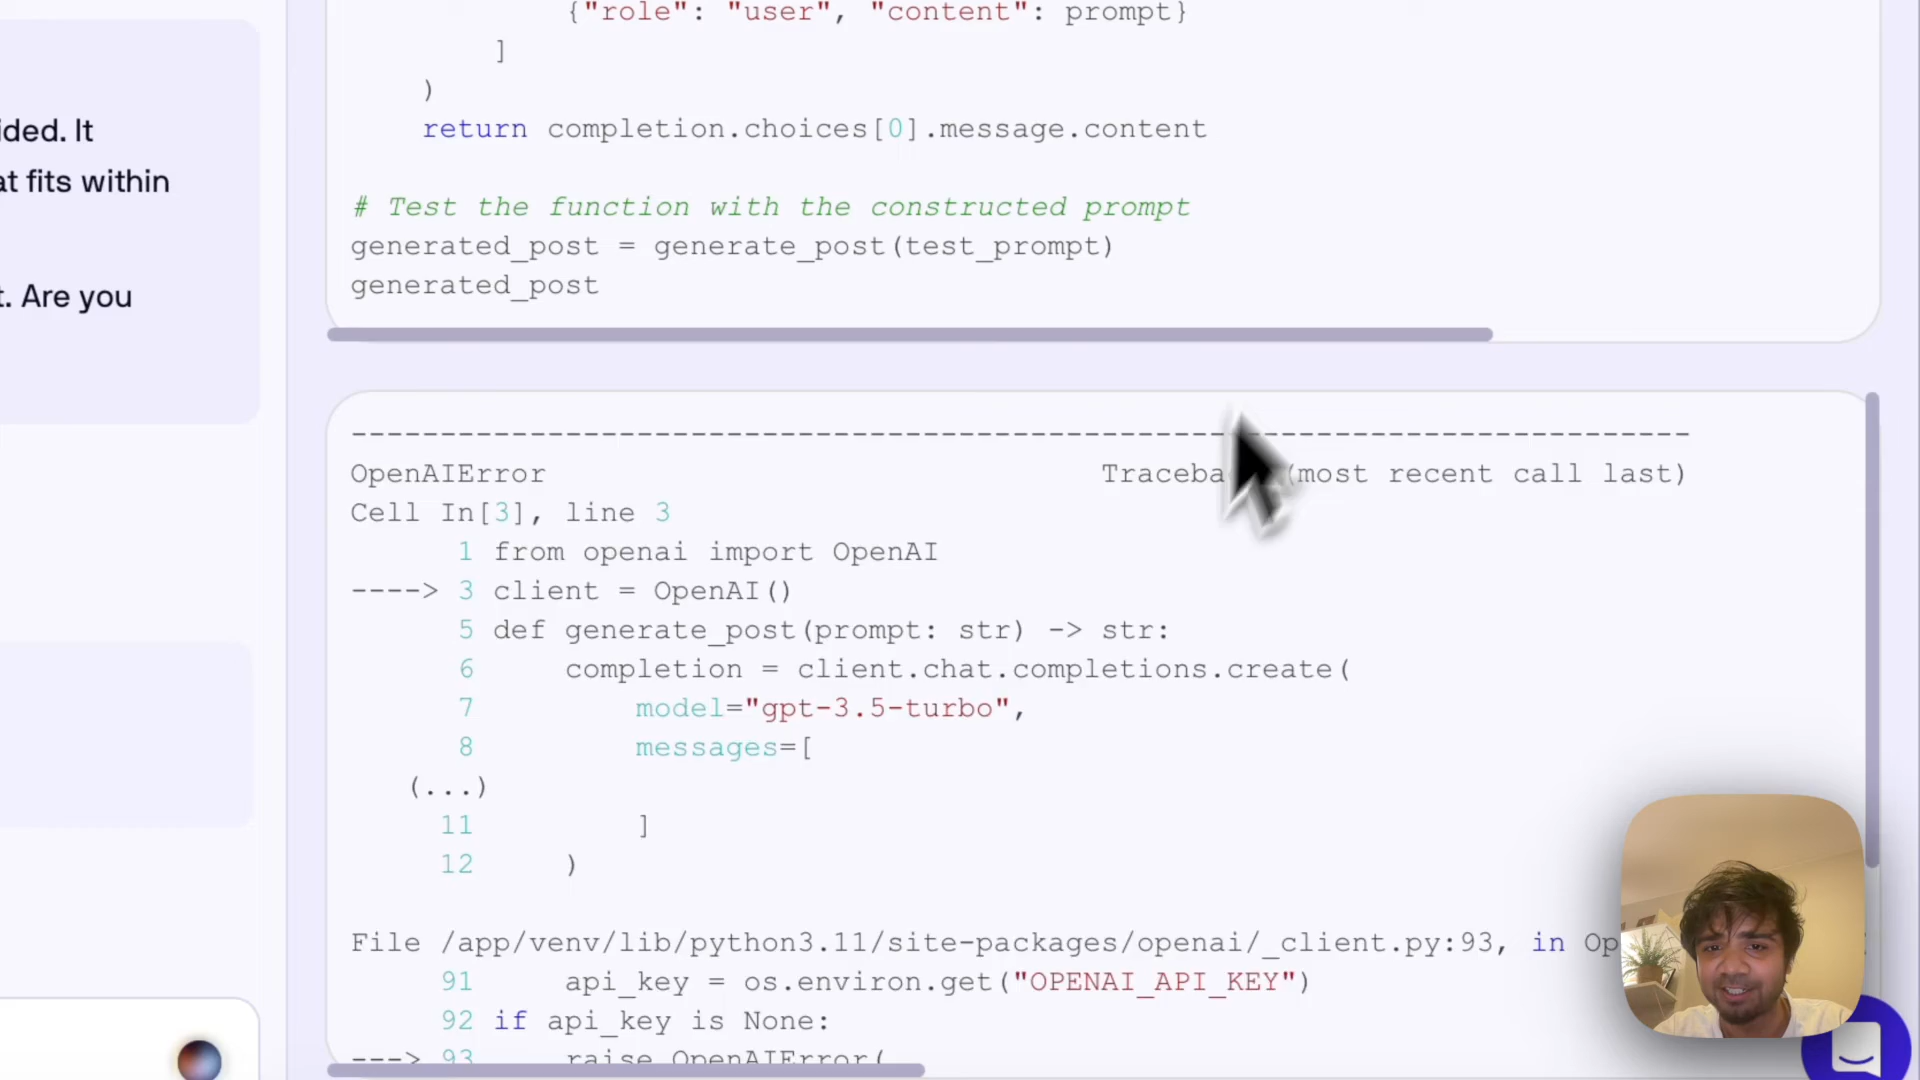 ided. It
at fits within
t. Are you
{"role": "user", "content": prompt}
]
)
return completion.choices[0].message.content
# Test the function with the constructed prompt
generated_post = generate_post(test_prompt)
generated_post
---------------------------------------------------------------------------
OpenAIError Traceba (most recent call last)
Cell In[3], line 3
1 from openai import OpenAI
----> 3 client = OpenAI()
5 def generate_post(prompt: str) -> str:
6 completion = client.chat.completions.create(
7 model="gpt-3.5-turbo",
8 messages=[
(...)
11 ]
12 )
File /app/venv/lib/python3.11/site-packages/openai/_client.py:93, in Op
91 api_key = os.environ.get("OPENAI_API_KEY")
92 if api_key is None:
---> 93 raise OpenAIError(